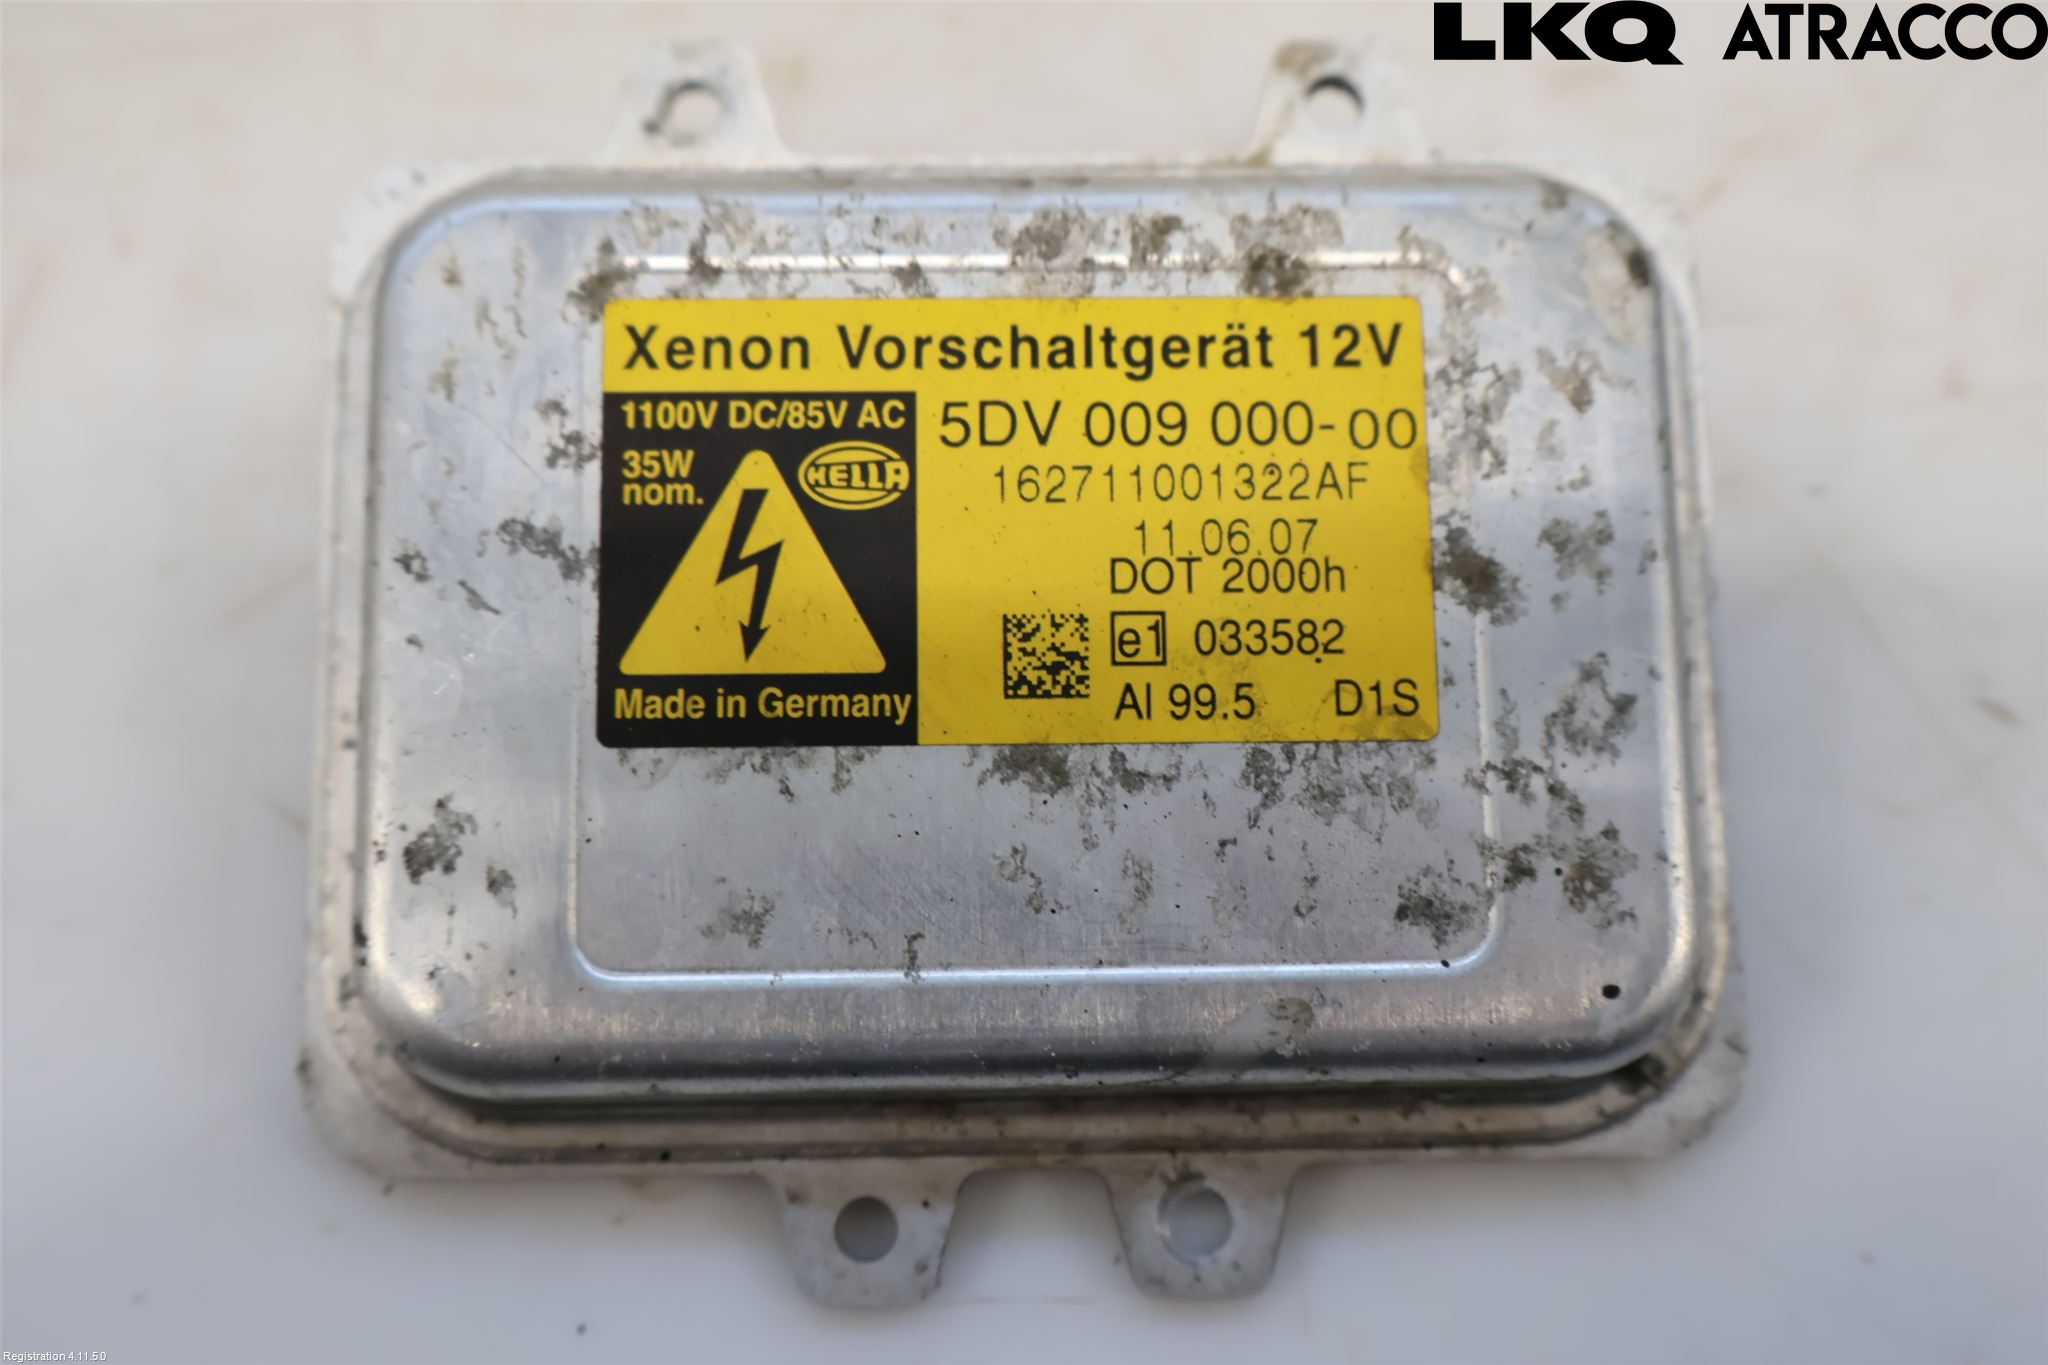 LKQ ATRACCO
Xenon Vorschaltgerät 12V
1100V DC/85V AC
35W
nom.
HELLA
Made in Germany
5DV 009 000-00
162711001322AF
11.06.07
DOT 2000h
e1 033582
Al 99.5 D1S
Registration 4.11.5.0